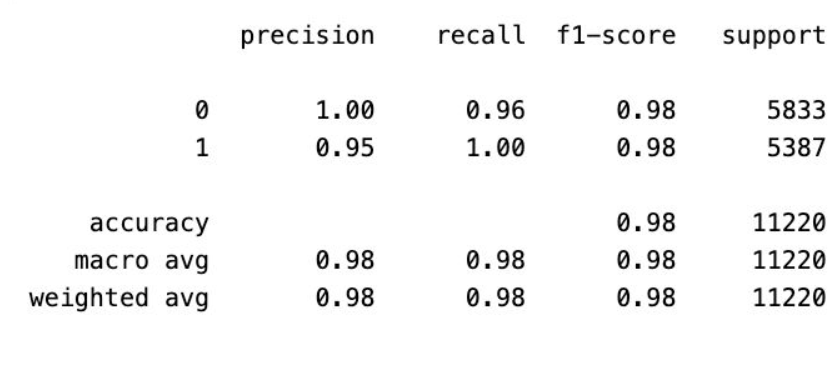 precision recall f1-score support
0 1.00 0.96 0.98 5833
1 0.95 1.00 0.98 5387
accuracy 0.98 11220
macro avg 0.98 0.98 0.98 11220
weighted avg 0.98 0.98 0.98 11220